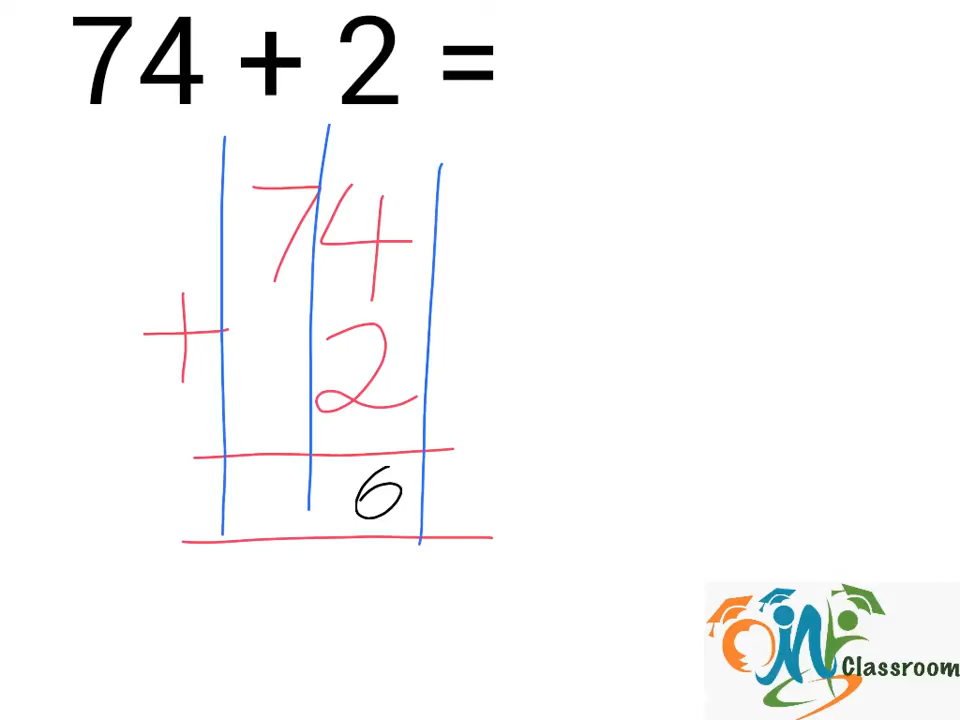 74 + 2 =
74
+ 2
6
Classroom